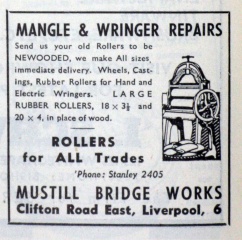 MANGLE & WRINGER REPAIRS
Send us your old Rollers to be
NEWOODED, we make All sizes
immediate delivery. Wheels, Cast-
ings, Rubber Rollers for Hand and
Electric Wringers. LARGE
RUBBER ROLLERS, 18 × 3½ and
20 × 4, in place of wood.
ROLLERS
for ALL Trades
'Phone: Stanley 2405
MUSTILL BRIDGE WORKS
Clifton Road East, Liverpool, 6